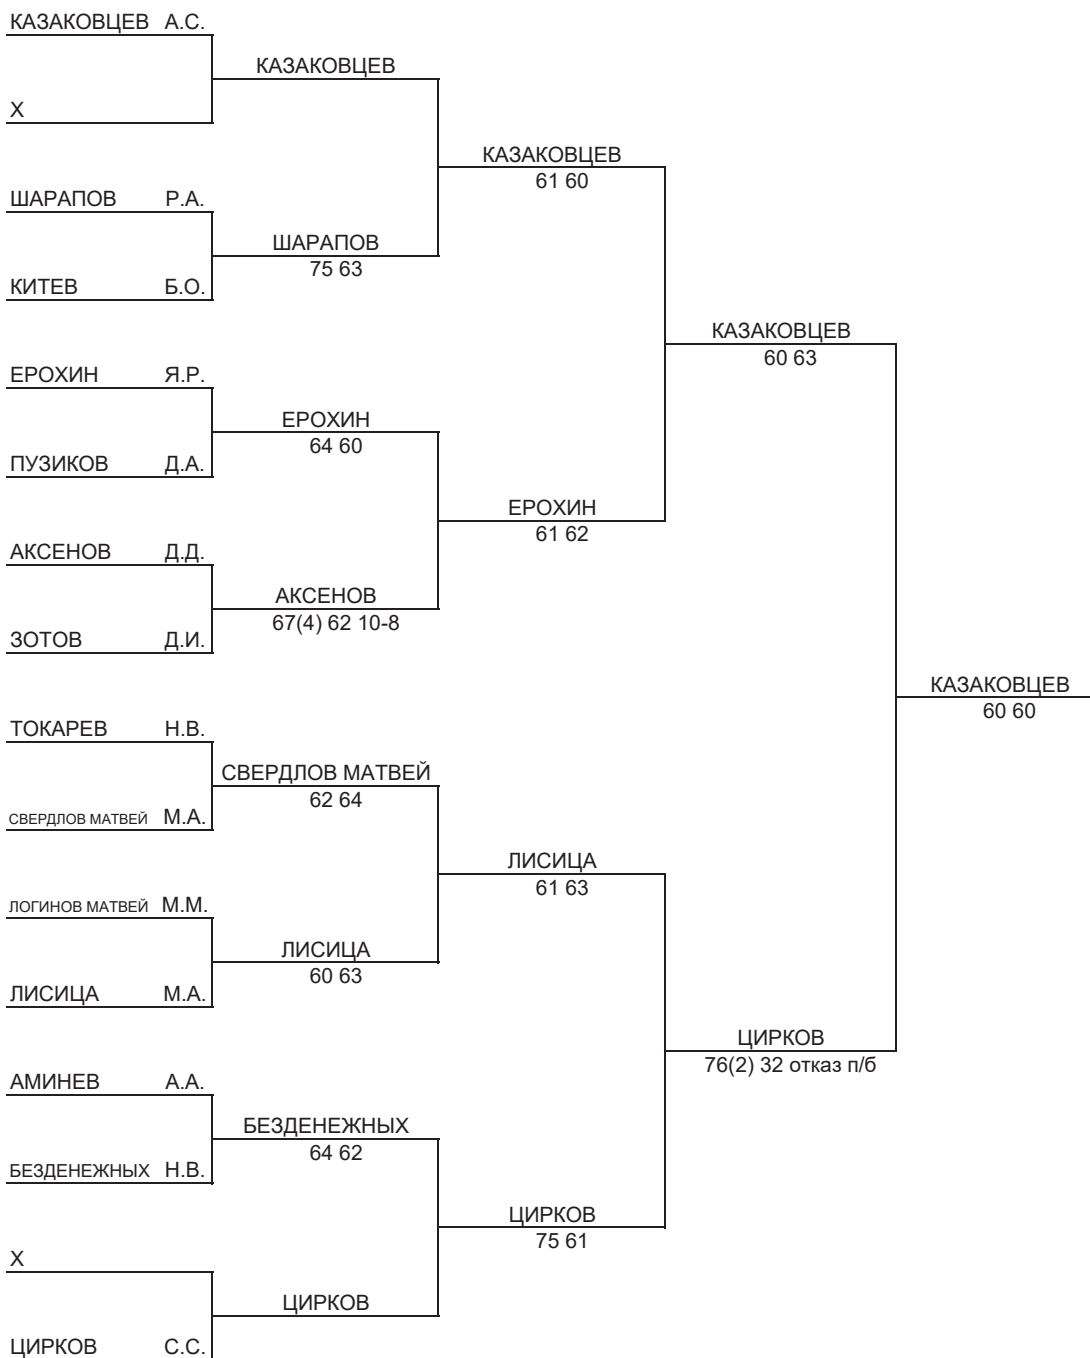 КАЗАКОВЦЕВ А.С.
КАЗАКОВЦЕВ
Х
КАЗАКОВЦЕВ
61 60
ШАРАПОВ Р.А.
ШАРАПОВ
75 63
КИТЕВ Б.О.
КАЗАКОВЦЕВ
60 63
ЕРОХИН Я.Р.
ЕРОХИН
64 60
ПУЗИКОВ Д.А.
ЕРОХИН
61 62
АКСЕНОВ Д.Д.
АКСЕНОВ
67(4) 62 10-8
ЗОТОВ Д.И.
КАЗАКОВЦЕВ
60 60
ТОКАРЕВ Н.В.
СВЕРДЛОВ МАТВЕЙ
62 64
СВЕРДЛОВ МАТВЕЙ М.А.
ЛИСИЦА
61 63
ЛОГИНОВ МАТВЕЙ М.М.
ЛИСИЦА
60 63
ЛИСИЦА М.А.
ЦИРКОВ
76(2) 32 отказ п/б
АМИНЕВ А.А.
БЕЗДЕНЕЖНЫХ
64 62
БЕЗДЕНЕЖНЫХ Н.В.
ЦИРКОВ
75 61
Х
ЦИРКОВ
ЦИРКОВ С.С.